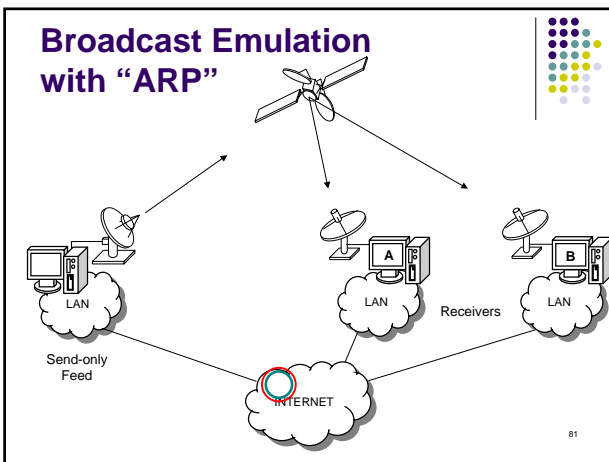 Broadcast Emulation
with “ARP”
A
B
LAN
LAN
Receivers
LAN
Send-only
Feed
INTERNET
81